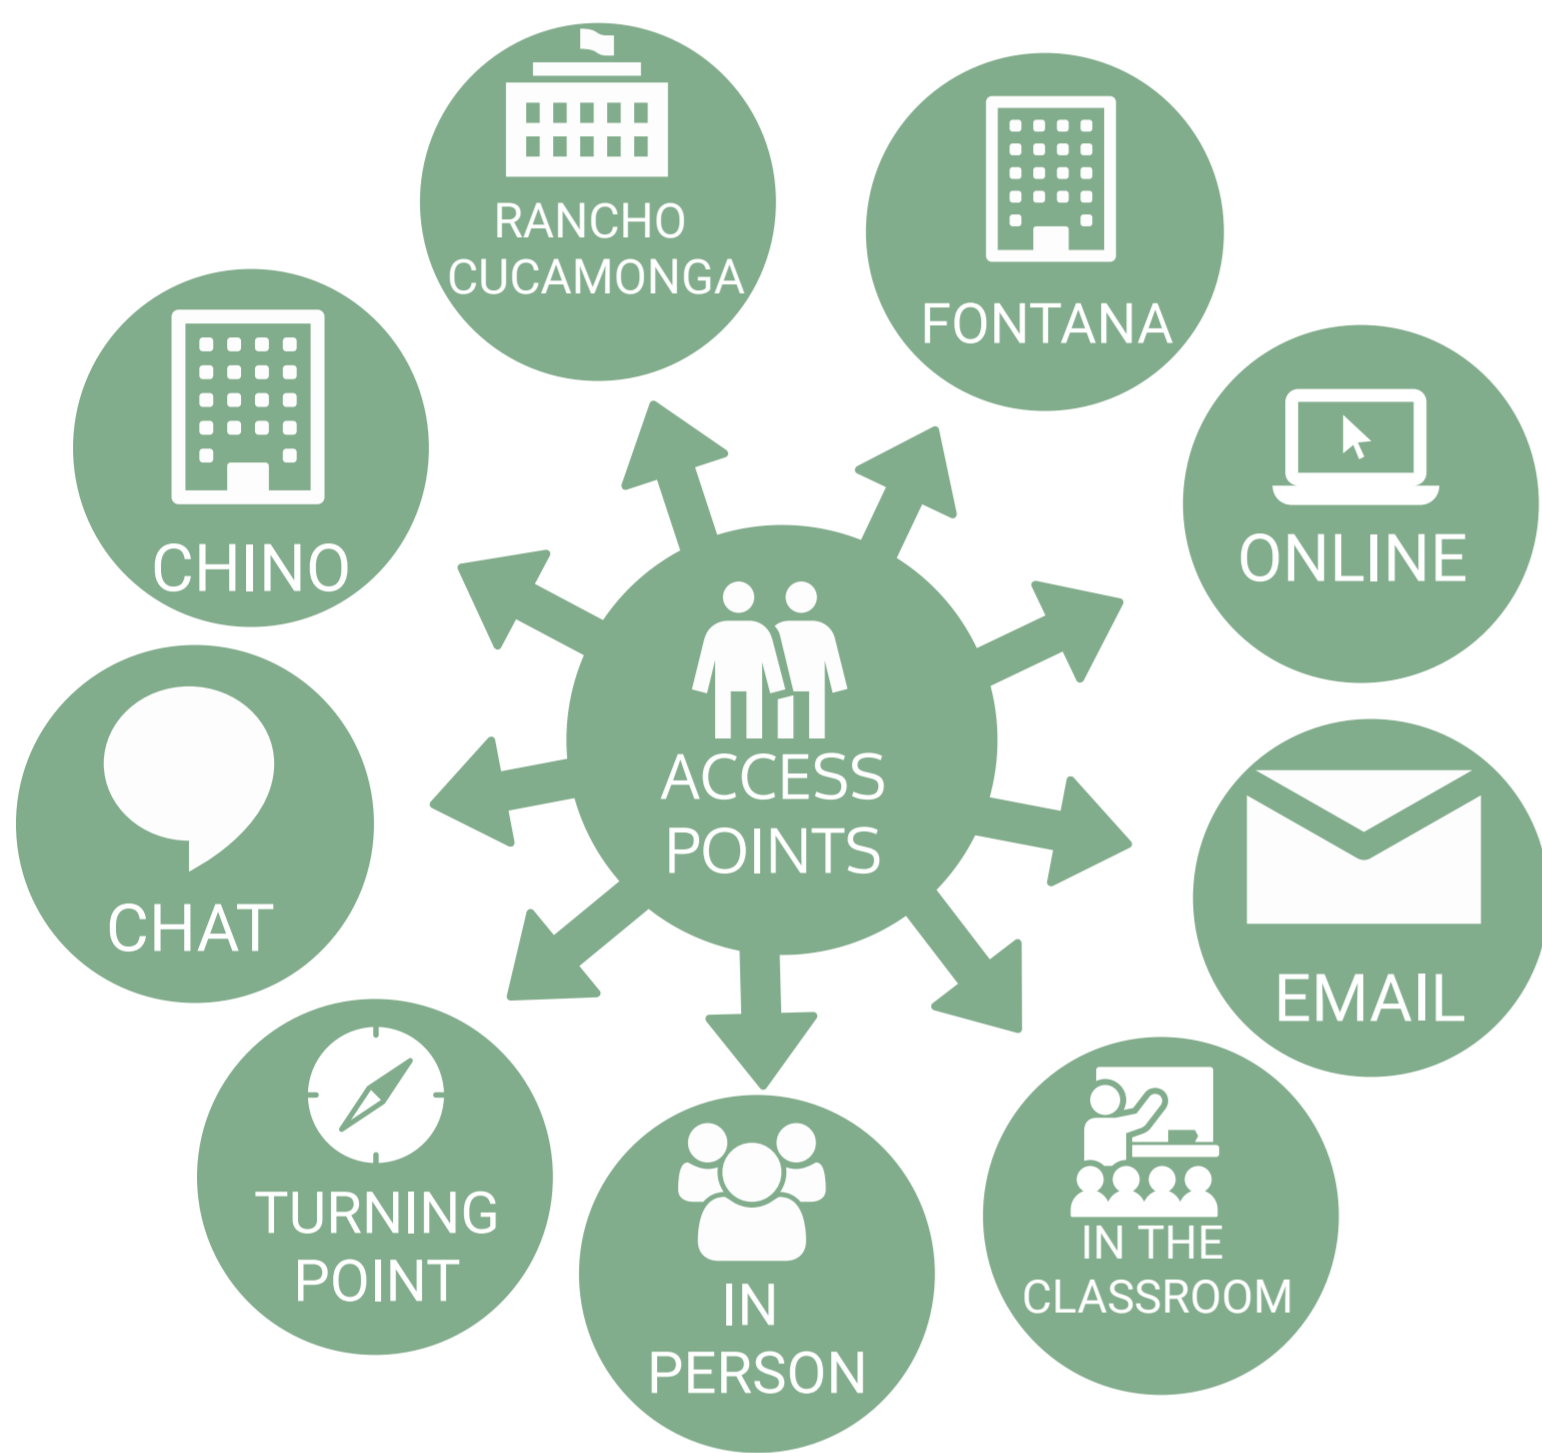 RANCHO
CUCAMONGA
FONTANA
ONLINE
EMAIL
IN THE
CLASSROOM
IN
PERSON
TURNING
POINT
CHAT
CHINO
ACCESS
POINTS